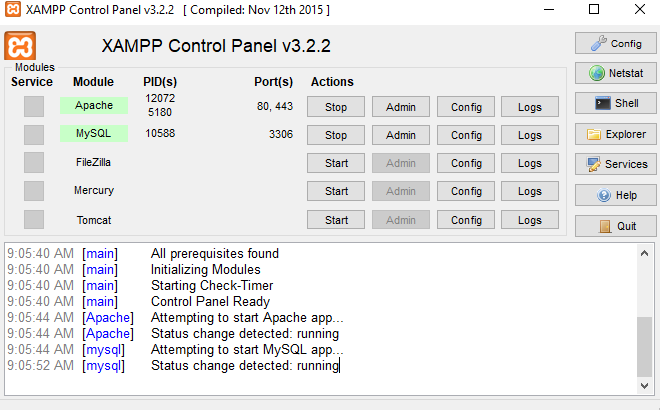 XAMPP Control Panel v3.2.2 [ Compiled: Nov 12th 2015 ]
XAMPP Control Panel v3.2.2
Config
Modules
Service Module PID(s) Port(s) Actions
Netstat
Apache 12072 5180 80, 443 Stop Admin Config Logs
Shell
MySQL 10588 3306 Stop Admin Config Logs
Explorer
FileZilla Start Admin Config Logs
Services
Mercury Start Admin Config Logs
Help
Tomcat Start Admin Config Logs
Quit
9:05:40 AM [main] All prerequisites found
9:05:40 AM [main] Initializing Modules
9:05:40 AM [main] Starting Check-Timer
9:05:40 AM [main] Control Panel Ready
9:05:44 AM [Apache] Attempting to start Apache app...
9:05:44 AM [Apache] Status change detected: running
9:05:44 AM [mysql] Attempting to start MySQL app...
9:05:52 AM [mysql] Status change detected: running